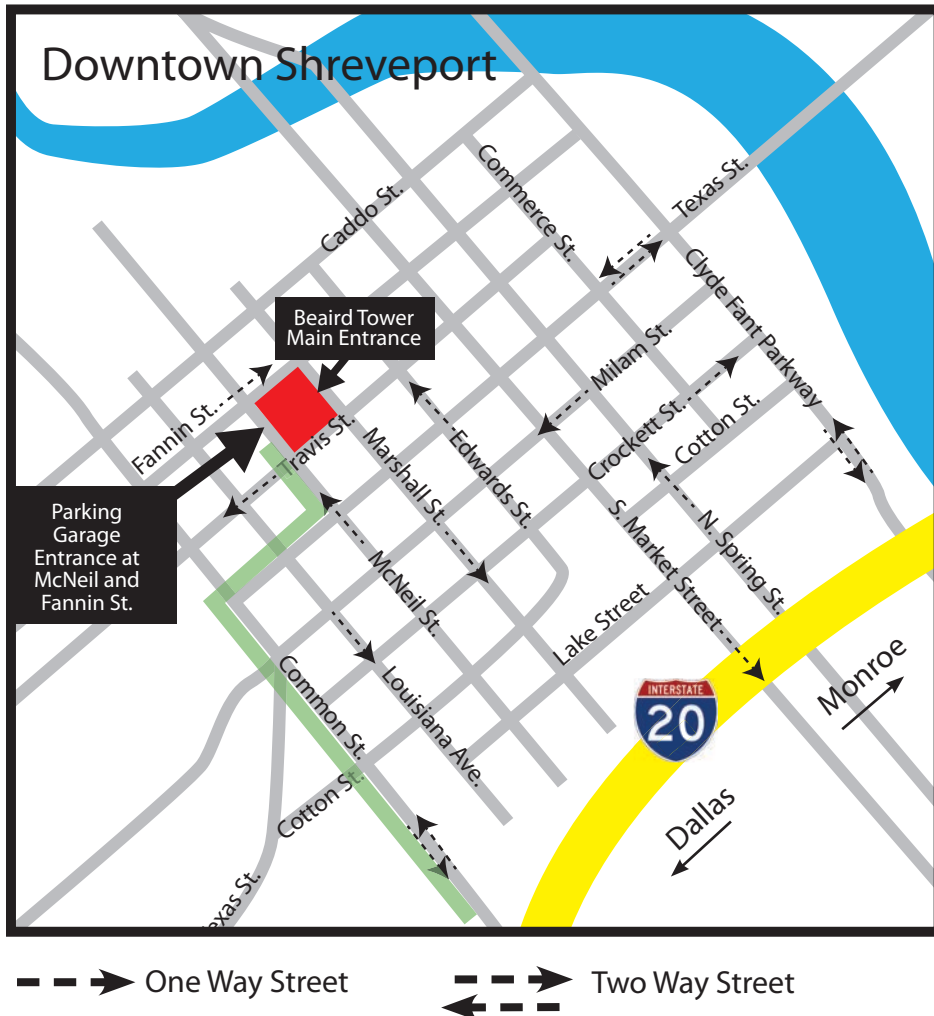 Downtown Shreveport
Caddo St.
Commerce St.
Texas St.
Clyde Fant Parkway
Beaird Tower
Main Entrance
Milam St.
Fannin St.
Travis St.
Marshall St.
Edwards St.
Crockett St.
Cotton St.
Parking
Garage
Entrance at
McNeil and
Fannin St.
McNeil St.
S. Market Street
N. Spring St.
Lake Street
Common St.
Louisiana Ave.
INTERSTATE
20
Monroe
Dallas
Cotton St.
exas St.
One Way Street
Two Way Street